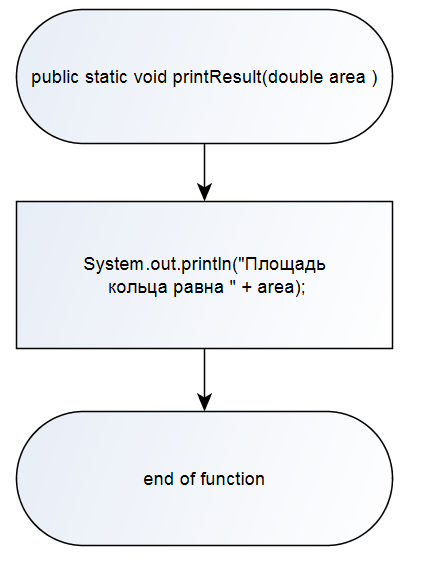 public static void printResult(double area )
System.out.println("Площадь
кольца равна " + area);
end of function